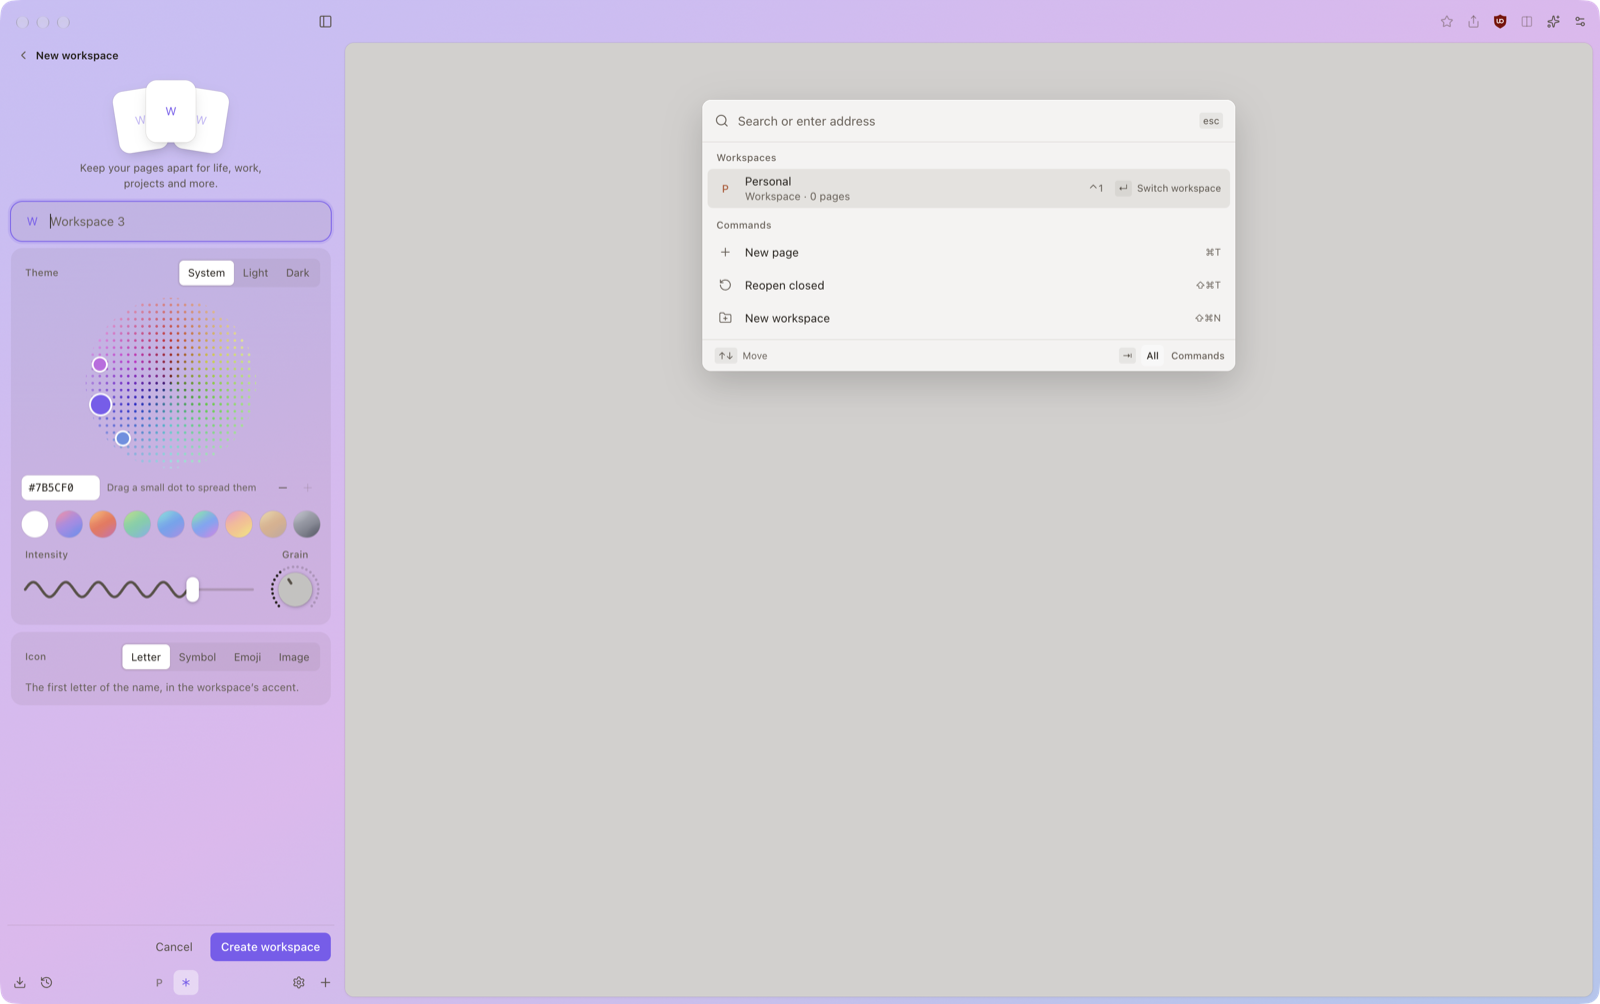 New workspace
W
W
W
Keep your pages apart for life, work,
projects and more.
W Workspace 3
Theme
System Light Dark
#7B5CF0 Drag a small dot to spread them
Intensity
Grain
Icon
Letter Symbol Emoji Image
The first letter of the name, in the workspace's accent.
Cancel Create workspace
P
Search or enter address esc
Workspaces
P Personal
Workspace · 0 pages
^1 ↵ Switch workspace
Commands
New page ⌘T
Reopen closed ⇧⌘T
New workspace ⇧⌘N
↑↓ Move
⇥ All Commands